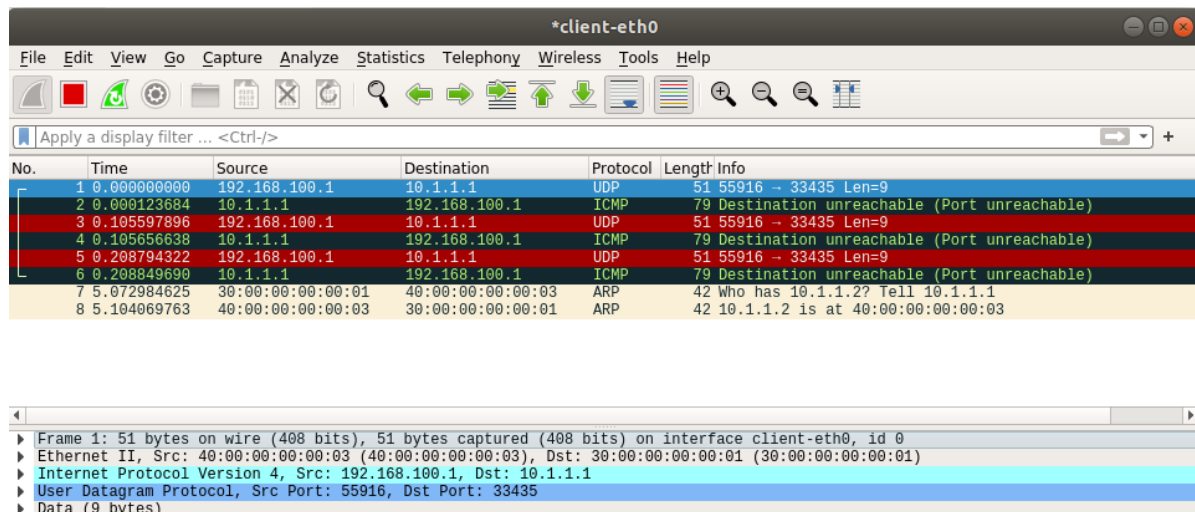 *client-eth0
File Edit View Go Capture Analyze Statistics Telephony Wireless Tools Help
Apply a display filter ... <Ctrl-/>
No. Time Source Destination Protocol Length Info
1 0.000000000 192.168.100.1 10.1.1.1 UDP 51 55916 → 33435 Len=9
2 0.000123684 10.1.1.1 192.168.100.1 ICMP 79 Destination unreachable (Port unreachable)
3 0.105597896 192.168.100.1 10.1.1.1 UDP 51 55916 → 33435 Len=9
4 0.105656638 10.1.1.1 192.168.100.1 ICMP 79 Destination unreachable (Port unreachable)
5 0.208794322 192.168.100.1 10.1.1.1 UDP 51 55916 → 33435 Len=9
6 0.208849690 10.1.1.1 192.168.100.1 ICMP 79 Destination unreachable (Port unreachable)
7 5.072984625 30:00:00:00:00:01 40:00:00:00:00:03 ARP 42 Who has 10.1.1.2? Tell 10.1.1.1
8 5.104069763 40:00:00:00:00:03 30:00:00:00:00:01 ARP 42 10.1.1.2 is at 40:00:00:00:00:03
Frame 1: 51 bytes on wire (408 bits), 51 bytes captured (408 bits) on interface client-eth0, id 0
Ethernet II, Src: 40:00:00:00:00:03 (40:00:00:00:00:03), Dst: 30:00:00:00:00:01 (30:00:00:00:00:01)
Internet Protocol Version 4, Src: 192.168.100.1, Dst: 10.1.1.1
User Datagram Protocol, Src Port: 55916, Dst Port: 33435
Data (9 bytes)